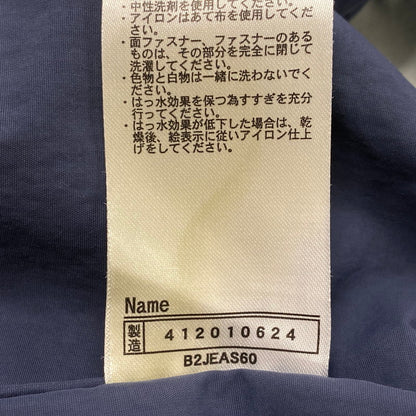 ・中性洗剤を使用してください。
・アイロンはあて布を使用してください。
・面ファスナー、ファスナーのある
ものは、その部分を完全に閉じて
洗濯してください。
・色物と白物は一緒に洗わないでく
ださい。
・はっ水効果を保つ為すすぎを充分
行ってください。
・はっ水効果が低下した場合は、乾
燥後、絵表示に従いアイロン仕上
げをしてください。
Name
製造 412010624
B2JEAS60